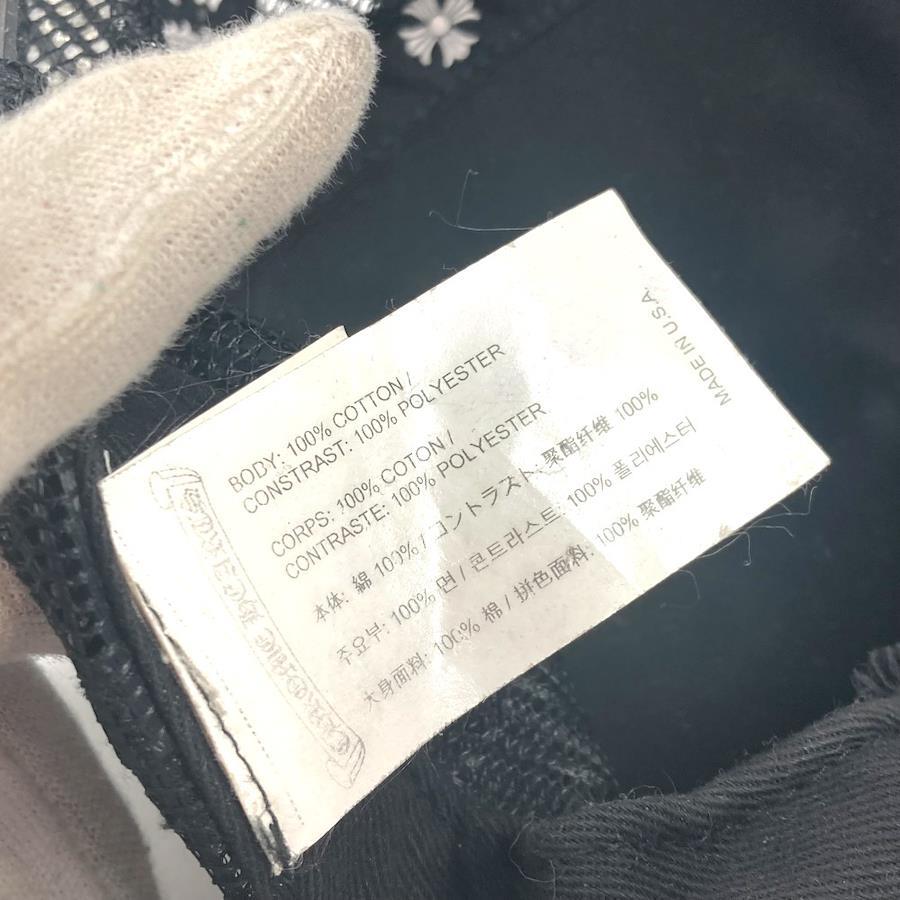 BODY: 100% COTTON /
CONSTRAST: 100% POLYESTER
CORPS: 100% COTON /
CONTRASTE: 100% POLYESTER
本体: 綿 100% / コントラスト: 聚酯纤维 100%
주요부: 100% 면 / 콘트라스트: 100% 폴리에스터
大身面料: 100% 棉 / 拼色面料: 100% 聚酯纤维
MADE IN U.S.A.
CHROME HEARTS